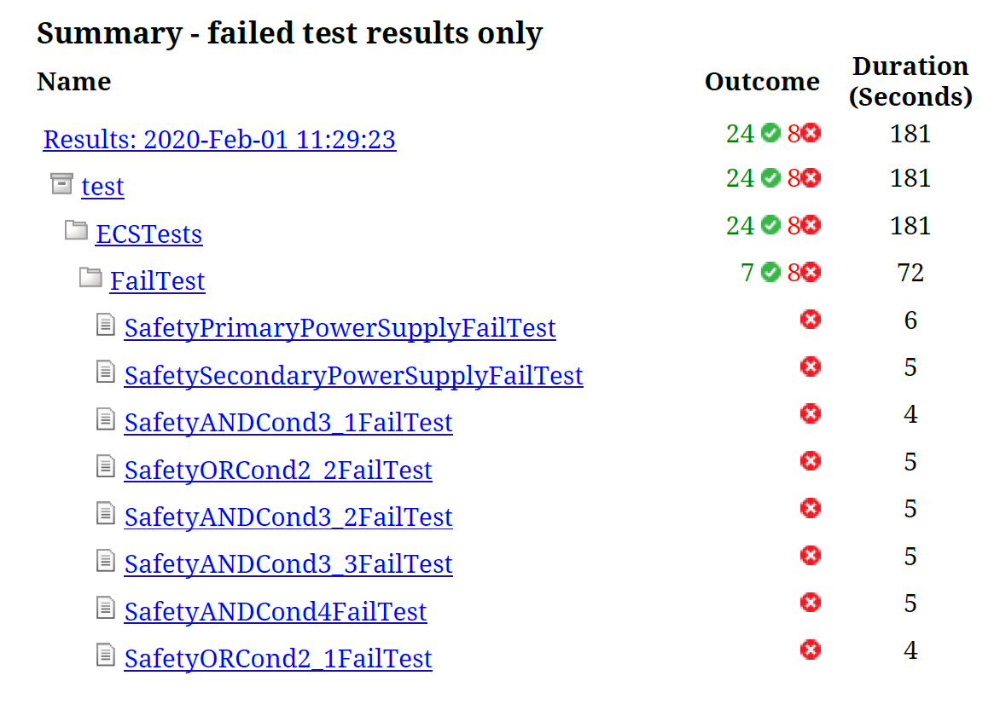 Summary - failed test results only
Name Outcome Duration
(Seconds)
Results: 2020-Feb-01 11:29:23 24 8 181
test 24 8 181
ECSTests 24 8 181
FailTest 7 8 72
SafetyPrimaryPowerSupplyFailTest 6
SafetySecondaryPowerSupplyFailTest 5
SafetyANDCond3_1FailTest 4
SafetyORCond2_2FailTest 5
SafetyANDCond3_2FailTest 5
SafetyANDCond3_3FailTest 5
SafetyANDCond4FailTest 5
SafetyORCond2_1FailTest 4